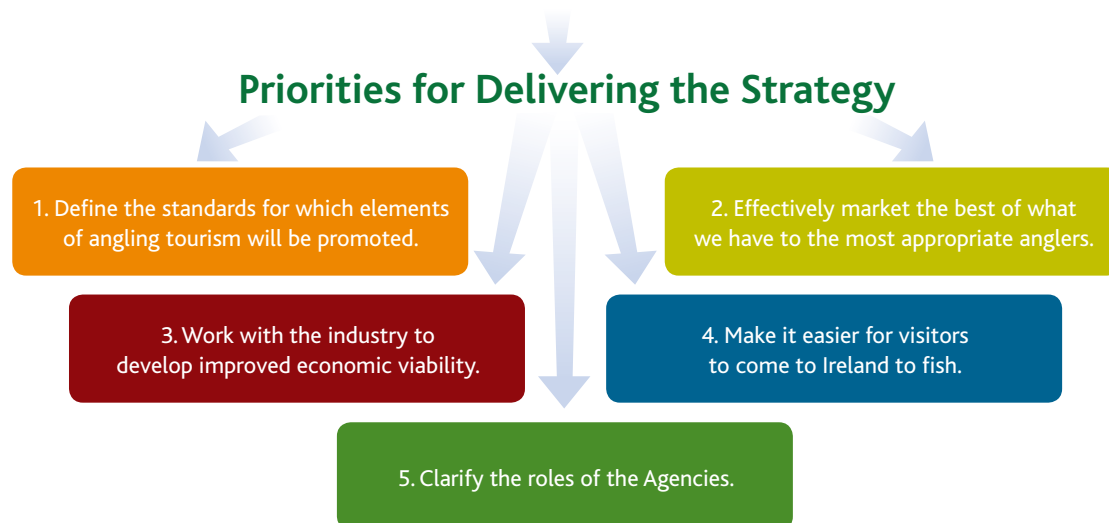 Priorities for Delivering the Strategy
1. Define the standards for which elements
of angling tourism will be promoted.
2. Effectively market the best of what
we have to the most appropriate anglers.
3. Work with the industry to
develop improved economic viability.
4. Make it easier for visitors
to come to Ireland to fish.
5. Clarify the roles of the Agencies.